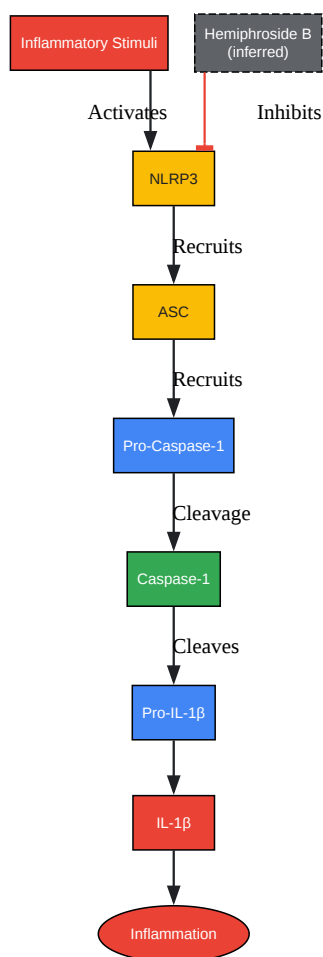 Inflammatory Stimuli
Hemiphroside B
(inferred)
Activates
Inhibits
NLRP3
Recruits
ASC
Recruits
Pro-Caspase-1
Cleavage
Caspase-1
Cleaves
Pro-IL-1β
IL-1β
Inflammation